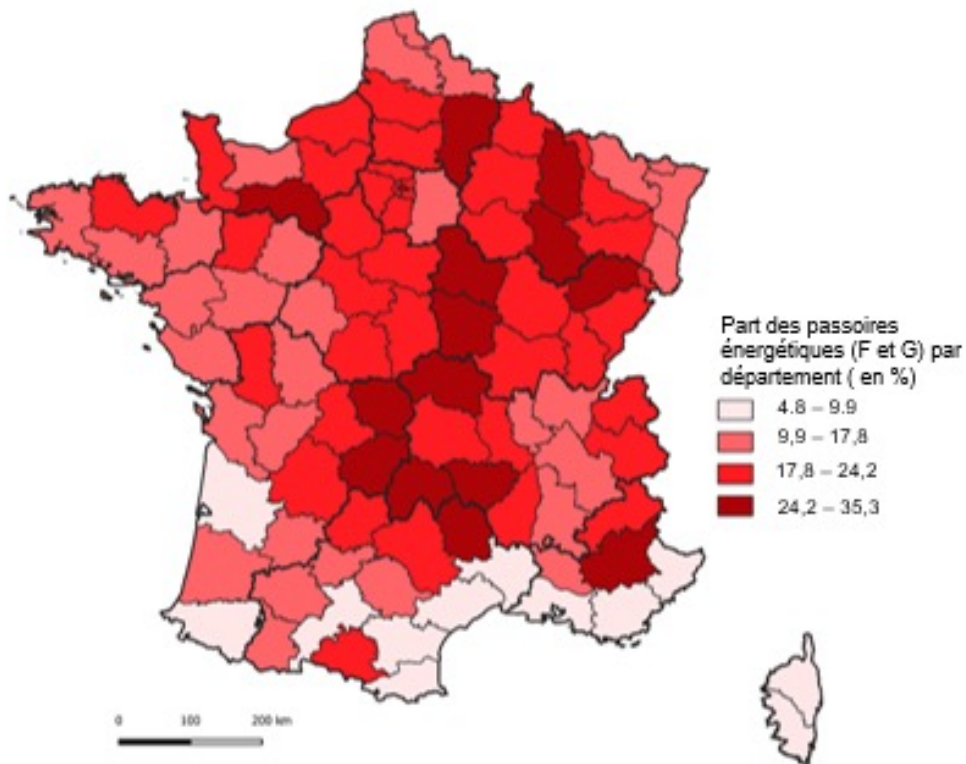 Part des passoires
énergétiques (F et G) par
département ( en %)
4.8 – 9.9
9,9 – 17,8
17,8 – 24,2
24,2 – 35,3
0 100 200 km